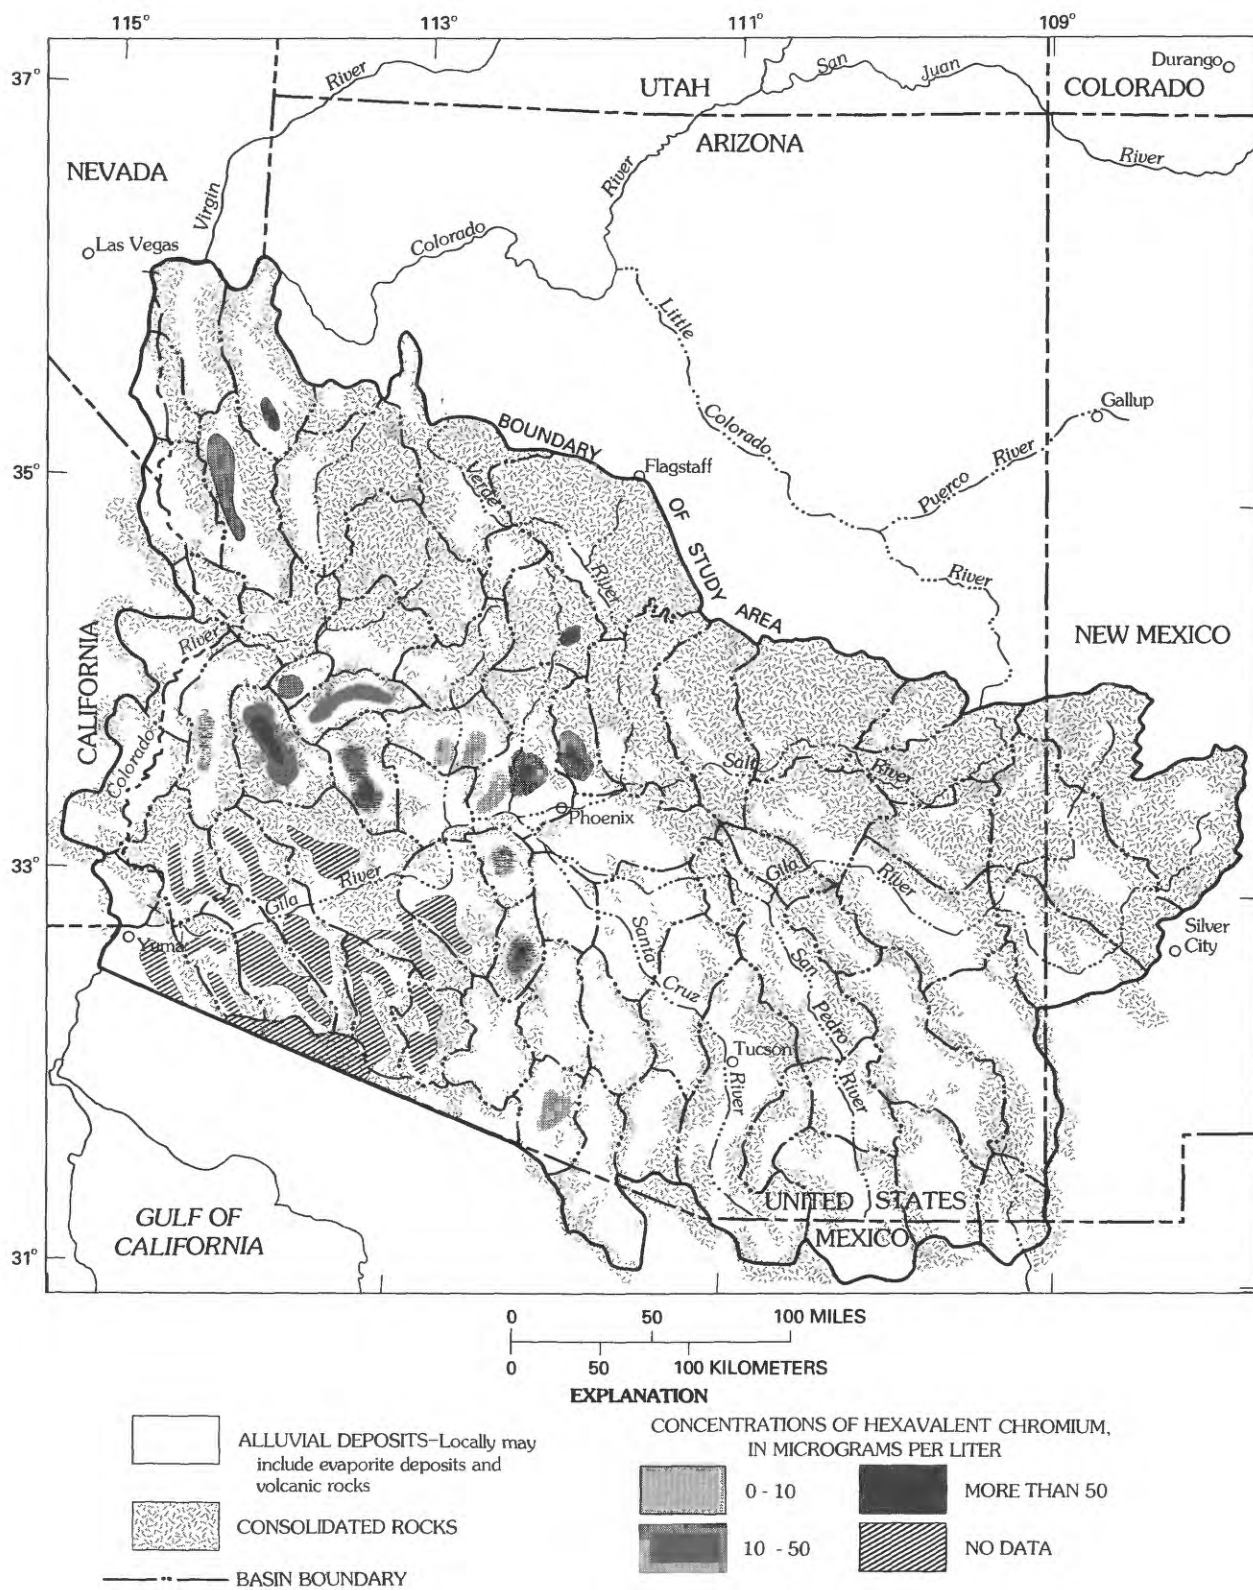 115°
113°
111°
109°
37°
35°
33°
31°
Durango
UTAH
COLORADO
ARIZONA
NEVADA
San
Juan
River
River
Virgin
River
Las Vegas
Colorado
River
Little
Colorado
River
Gallup
Puerco
River
BOUNDARY
OF
STUDY
AREA
Flagstaff
Verde
River
NEW MEXICO
CALIFORNIA
Colorado
River
Salt
River
Phoenix
Gila
River
Gila
River
Yuma
Santa
Cruz
River
San
Pedro
River
Tucson
Silver
City
UNITED STATES
MEXICO
GULF OF
CALIFORNIA
0 50 100 MILES
0 50 100 KILOMETERS
EXPLANATION
ALLUVIAL DEPOSITS–Locally may
include evaporite deposits and
volcanic rocks
CONSOLIDATED ROCKS
BASIN BOUNDARY
CONCENTRATIONS OF HEXAVALENT CHROMIUM,
IN MICROGRAMS PER LITER
0 - 10
MORE THAN 50
10 - 50
NO DATA